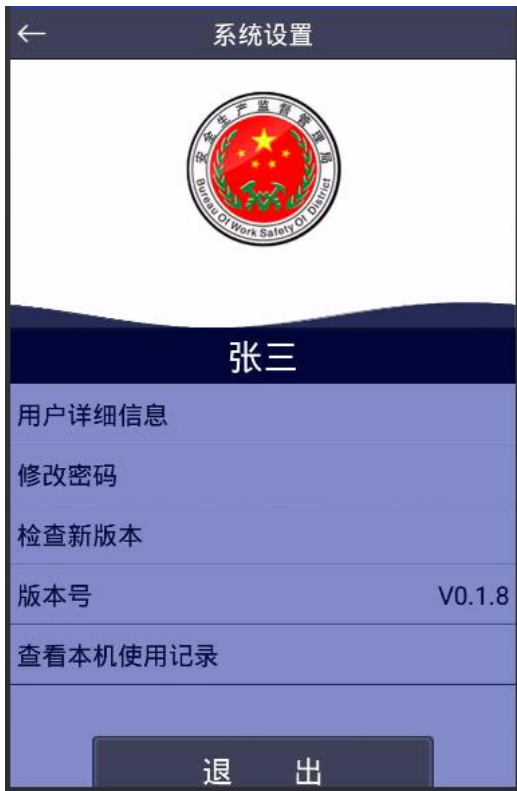 系统设置
安全生产监督管理局
Bureau Of Work Safety Of District
张三
用户详细信息
修改密码
检查新版本
版本号 V0.1.8
查看本机使用记录
退 出